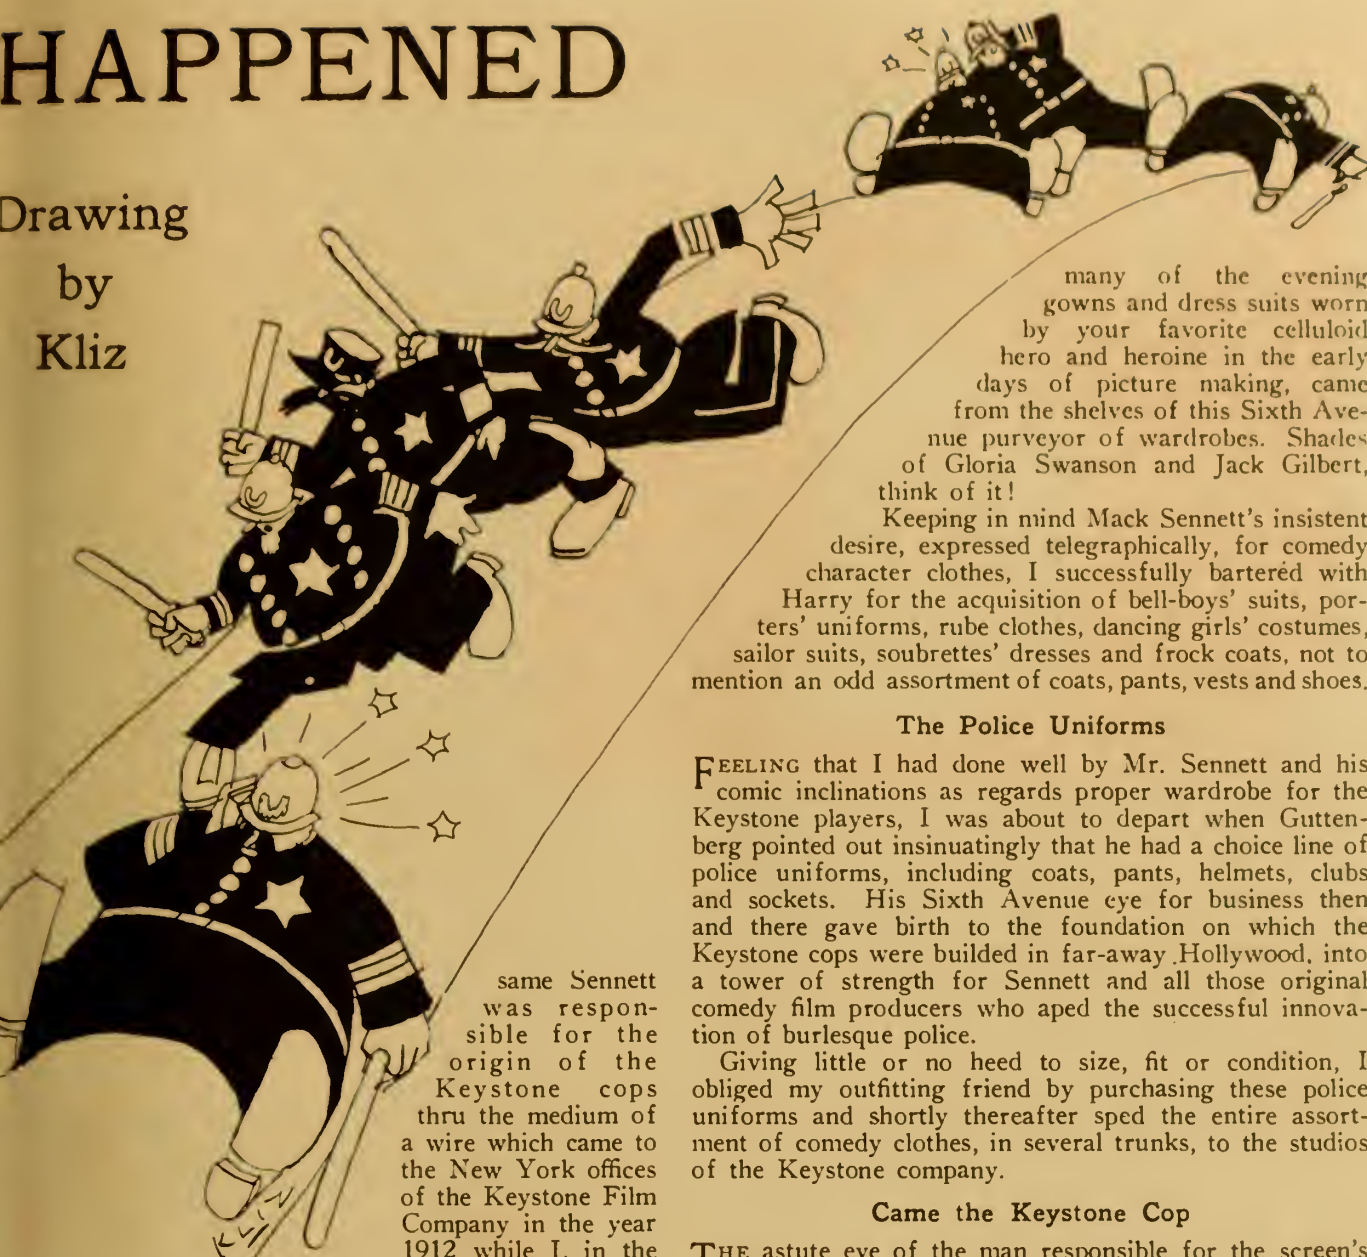 HAPPENED
Drawing
by
Kliz
same Sennett
was respon-
sible for the
origin of the
Keystone cops
thru the medium of
a wire which came to
the New York offices
of the Keystone Film
Company in the year
1912 while I, in the
many of the evening
gowns and dress suits worn
by your favorite celluloid
hero and heroine in the early
days of picture making, came
from the shelves of this Sixth Ave-
nue purveyor of wardrobes. Shades
of Gloria Swanson and Jack Gilbert,
think of it!
Keeping in mind Mack Sennett's insistent
desire, expressed telegraphically, for comedy
character clothes, I successfully bartered with
Harry for the acquisition of bell-boys' suits, por-
ters' uniforms, rube clothes, dancing girls' costumes,
sailor suits, soubrettes' dresses and frock coats, not to
mention an odd assortment of coats, pants, vests and shoes.
The Police Uniforms
FEELING that I had done well by Mr. Sennett and his
comic inclinations as regards proper wardrobe for the
Keystone players, I was about to depart when Gutten-
berg pointed out insinuatingly that he had a choice line of
police uniforms, including coats, pants, helmets, clubs
and sockets. His Sixth Avenue eye for business then
and there gave birth to the foundation on which the
Keystone cops were builded in far-away Hollywood, into
a tower of strength for Sennett and all those original
comedy film producers who aped the successful innova-
tion of burlesque police.
Giving little or no heed to size, fit or condition, I
obliged my outfitting friend by purchasing these police
uniforms and shortly thereafter sped the entire assort-
ment of comedy clothes, in several trunks, to the studios
of the Keystone company.
Came the Keystone Cop
THE astute eye of the man responsible for the screen's